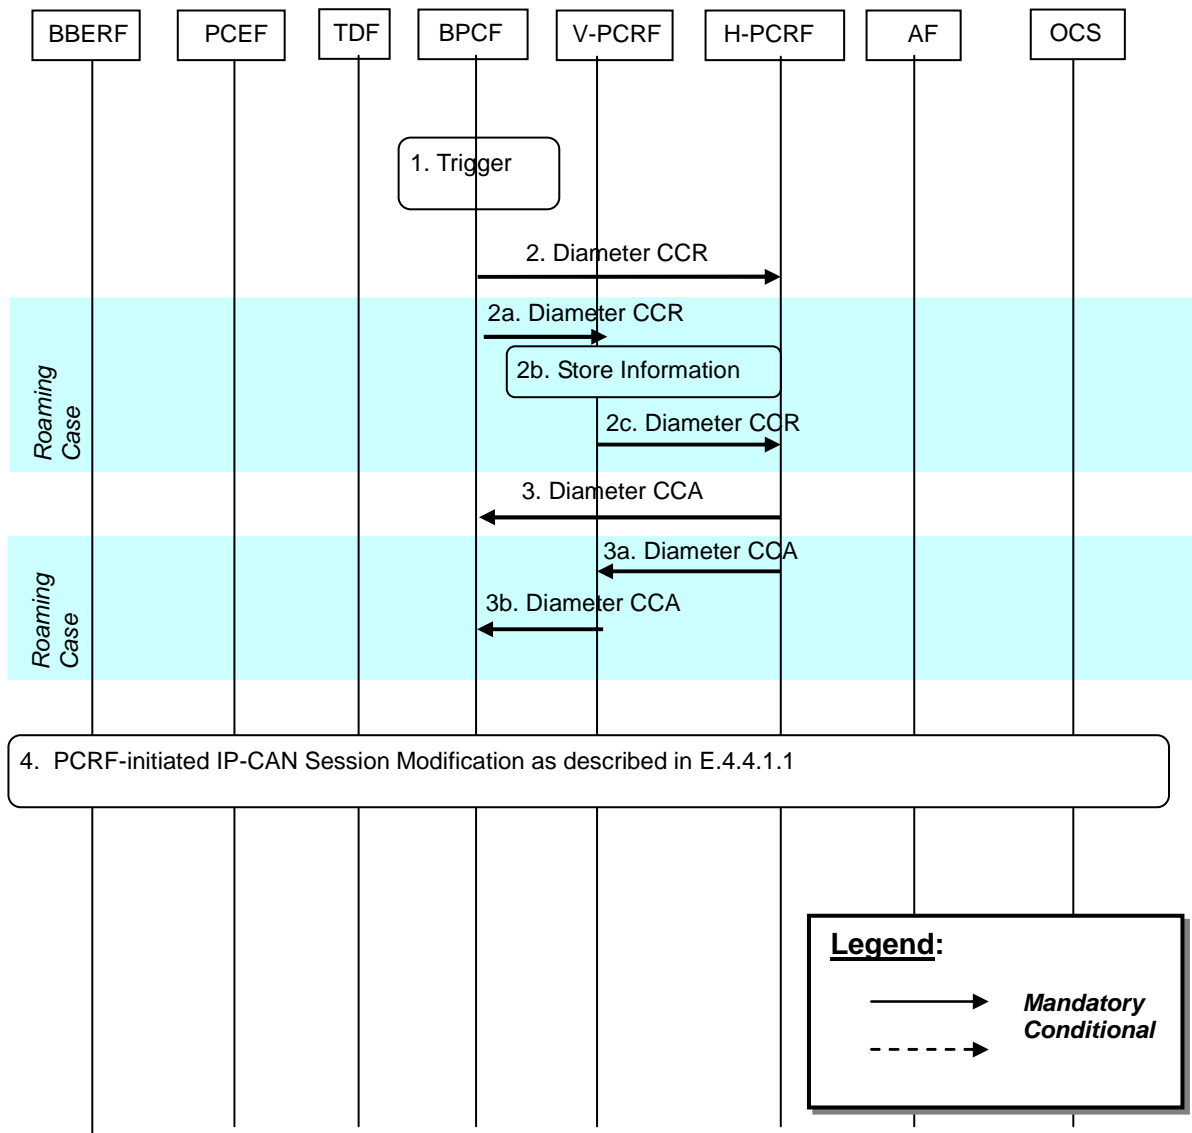 BBERF PCEF TDF BPCF V-PCRF H-PCRF AF OCS
1. Trigger
2. Diameter CCR
2a. Diameter CCR
2b. Store Information
2c. Diameter CCR
Roaming
Case
3. Diameter CCA
3a. Diameter CCA
3b. Diameter CCA
Roaming
Case
4. PCRF-initiated IP-CAN Session Modification as described in E.4.4.1.1
Legend:
Mandatory
Conditional